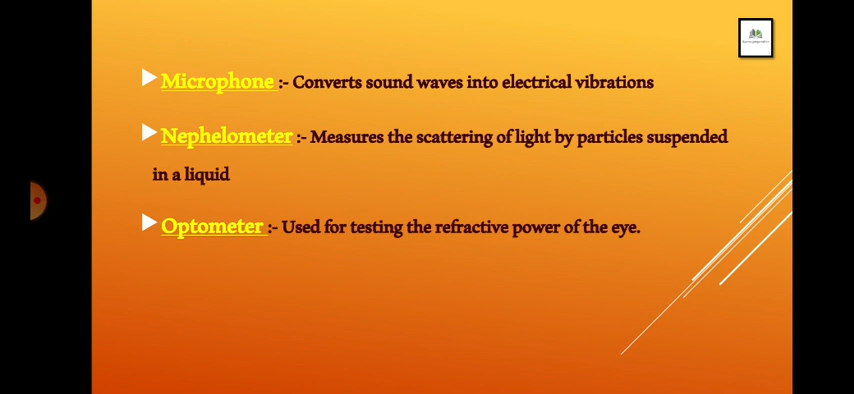 Microphone :- Converts sound waves into electrical vibrations
Nephelometer :- Measures the scattering of light by particles suspended
in a liquid
Optometer :- Used for testing the refractive power of the eye.